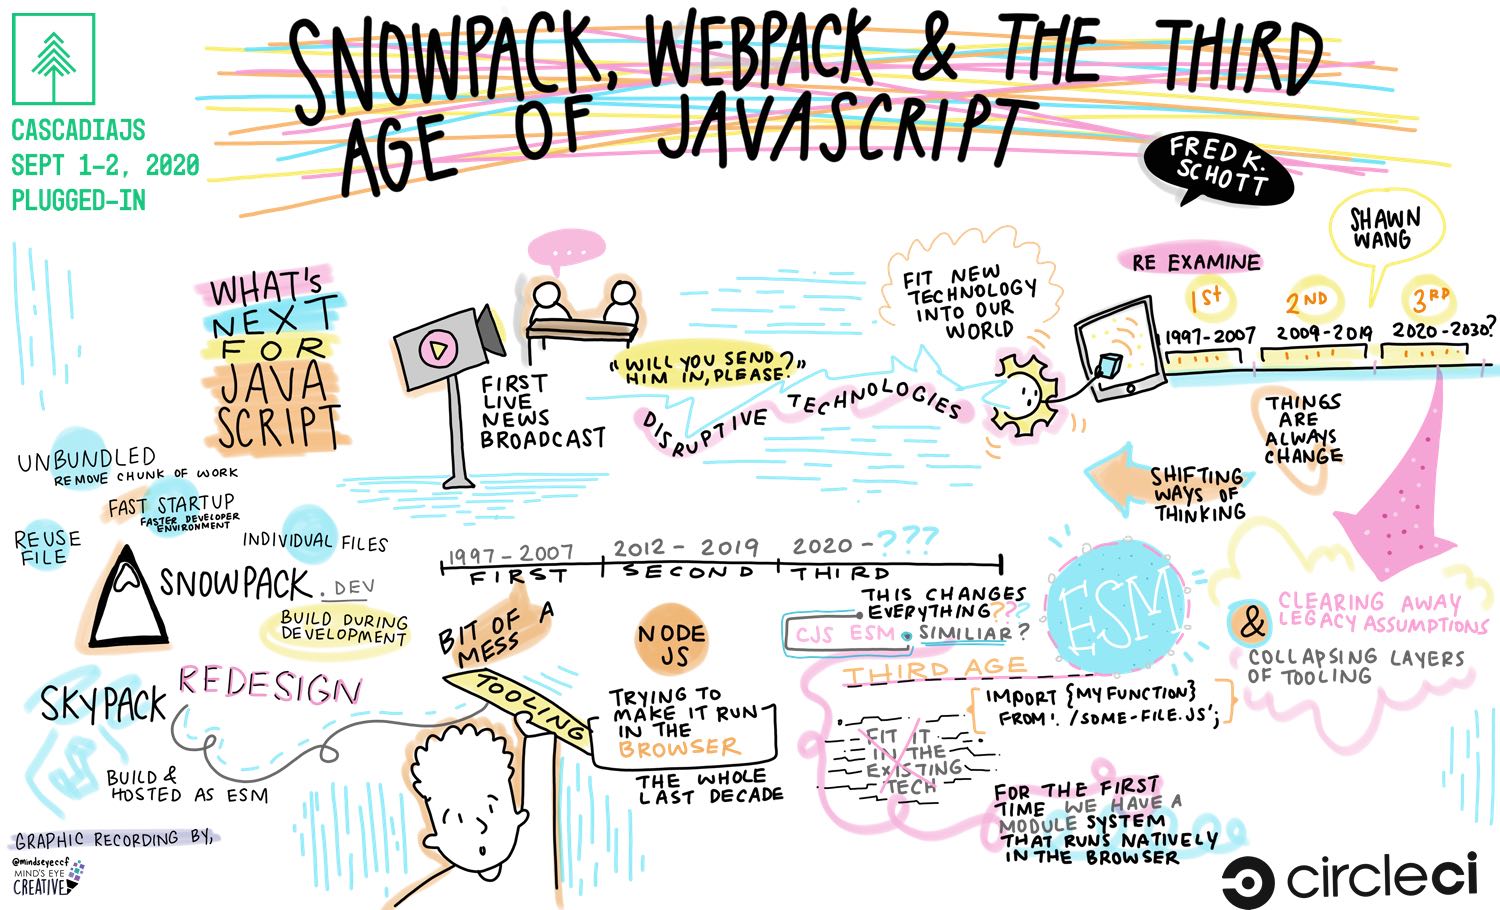 SNOWPACK, WEBPACK & THE THIRD
AGE OF JAVASCRIPT
FRED K.
SCHOTT
CASCADIAJS
SEPT 1-2, 2020
PLUGGED-IN
WHAT's
NEXT
FOR
JAVA
SCRIPT
...
FIRST
LIVE
NEWS
BROADCAST
"WILL YOU SEND
HIM IN, PLEASE?"
DISRUPTIVE TECHNOLOGIES
FIT NEW
TECHNOLOGY
INTO OUR
WORLD
RE EXAMINE
SHAWN
WANG
1St 2ND 3RD
1997-2007 2009-2019 2020-2030?
THINGS
ARE
ALWAYS
CHANGE
SHIFTING
WAYS OF
THINKING
UNBUNDLED
REMOVE CHUNK OF WORK
FAST STARTUP
FASTER DEVELOPER
ENVIRONMENT
REUSE
FILE
INDIVIDUAL FILES
SNOWPACK.DEV
BUILD DURING
DEVELOPMENT
SKYPACK
REDESIGN
BUILD &
HOSTED AS ESM
1997-2007 2012- 2019 2020-???
FIRST SECOND THIRD
BIT OF A
MESS
TOOLING
NODE
JS
TRYING TO
MAKE IT RUN
IN THE
BROWSER
THE WHOLE
LAST DECADE
THIS CHANGES
EVERYTHING???
CJS ESM. SIMILIAR?
THIRD AGE
ESM
IMPORT {MYFUNCTION}
FROM'./SOME-FILE.JS';
FIT IT
IN THE
EXISTING
TECH
FOR THE FIRST
TIME WE HAVE A
MODULE SYSTEM
THAT RUNS NATIVELY
IN THE BROWSER
&
CLEARING AWAY
LEGACY ASSUMPTIONS
COLLAPSING LAYERS
OF TOOLING
GRAPHIC RECORDING BY,
@mindseyeccf
MIND'S EYE
CREATIVE
circleci